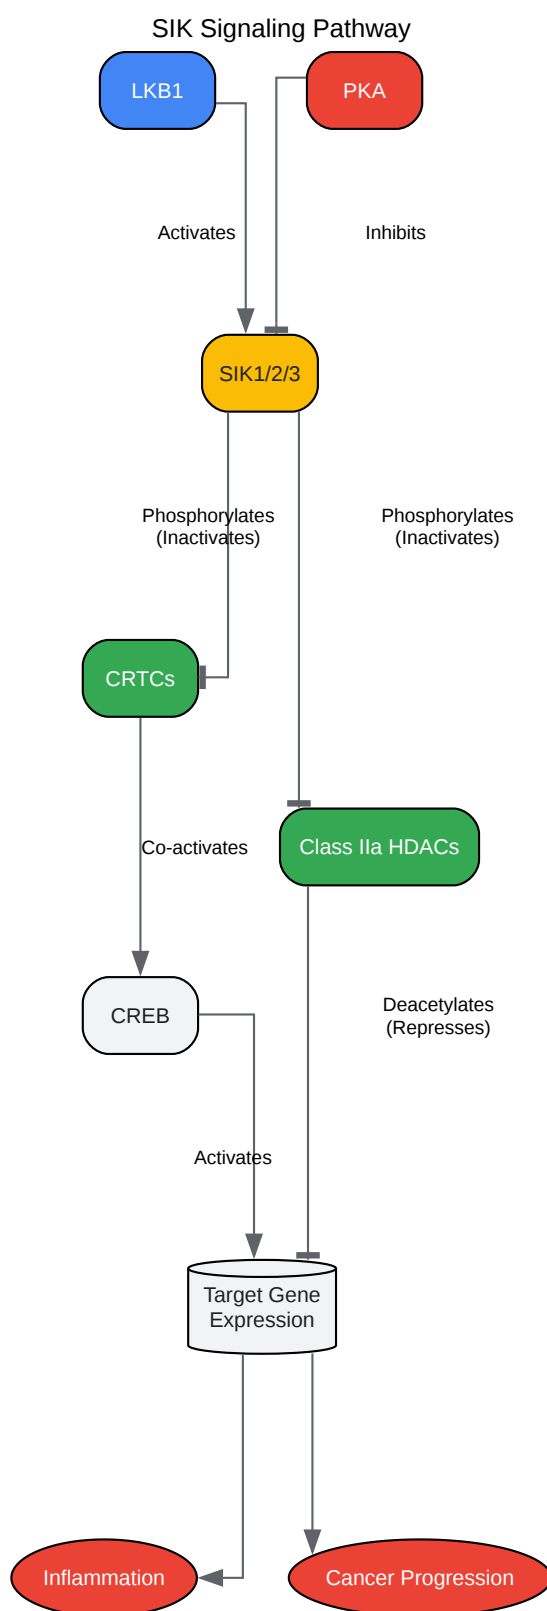 SIK Signaling Pathway
LKB1
PKA
Activates
Inhibits
SIK1/2/3
Phosphorylates
(Inactivates)
Phosphorylates
(Inactivates)
CRTCs
Co-activates
Class IIa HDACs
CREB
Deacetylates
(Represses)
Activates
Target Gene
Expression
Inflammation
Cancer Progression